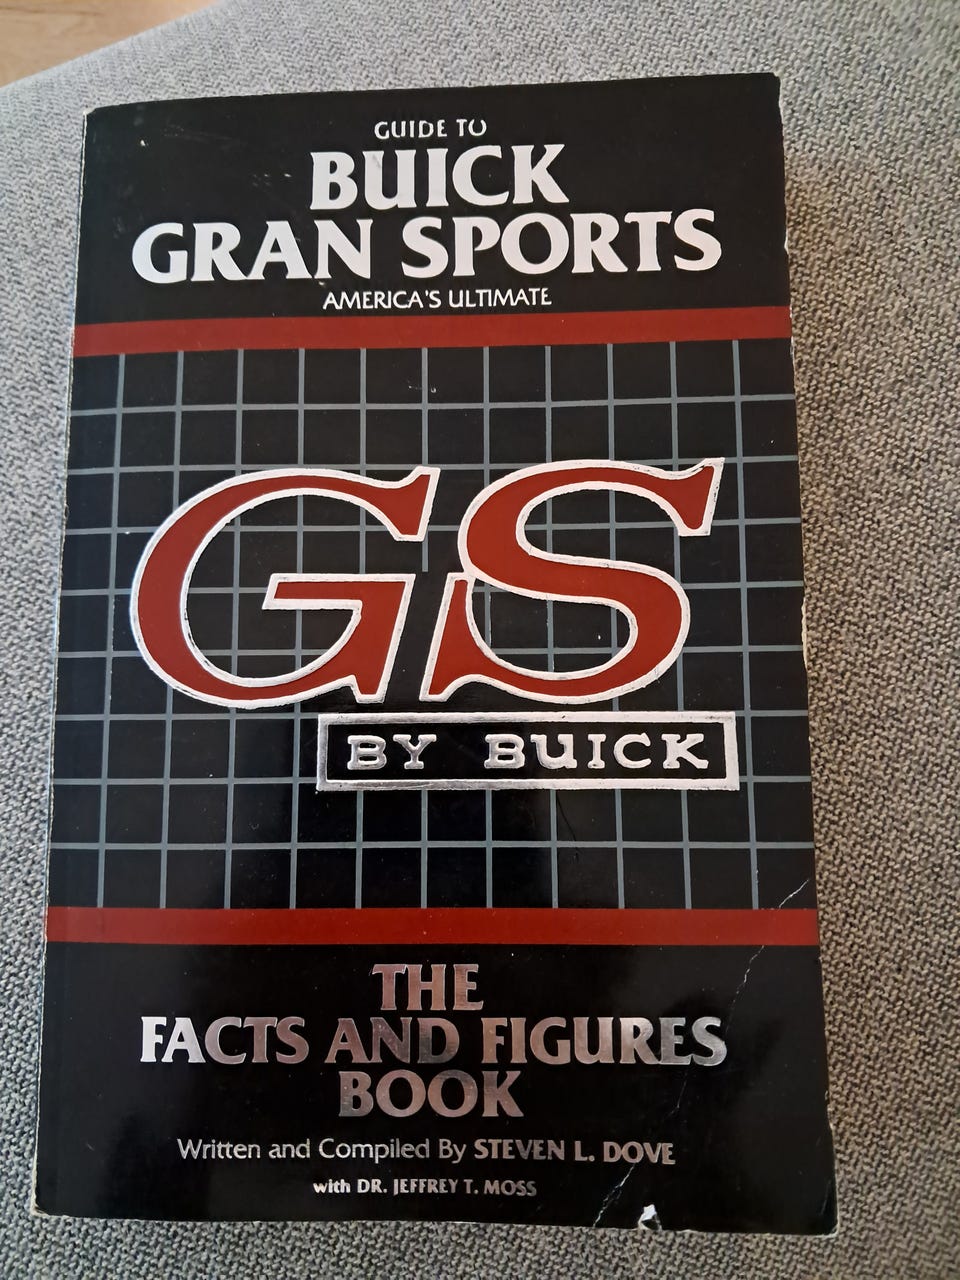 GUIDE TO
BUICK
GRAN SPORTS
AMERICA'S ULTIMATE
GS
BY BUICK
THE
FACTS AND FIGURES
BOOK
Written and Compiled By STEVEN L. DOVE
with DR. JEFFREY T. MOSS